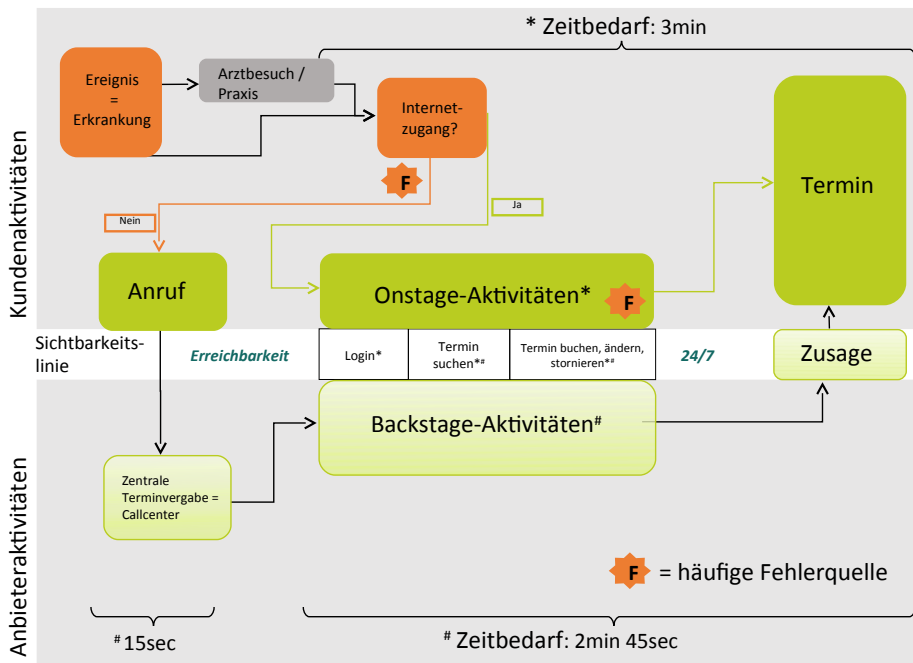 * Zeitbedarf: 3min
Kundenaktivitäten
Ereignis
=
Erkrankung
Arztbesuch /
Praxis
Internet-
zugang?
F
Nein
Ja
Termin
Anruf
Onstage-Aktivitäten*
F
Sichtbarkeits-
linie
Erreichbarkeit
Login*
Termin
suchen*#
Termin buchen, ändern,
stornieren*#
24/7
Zusage
Anbieteraktivitäten
Backstage-Aktivitäten#
Zentrale
Terminvergabe =
Callcenter
F = häufige Fehlerquelle
# 15sec
# Zeitbedarf: 2min 45sec